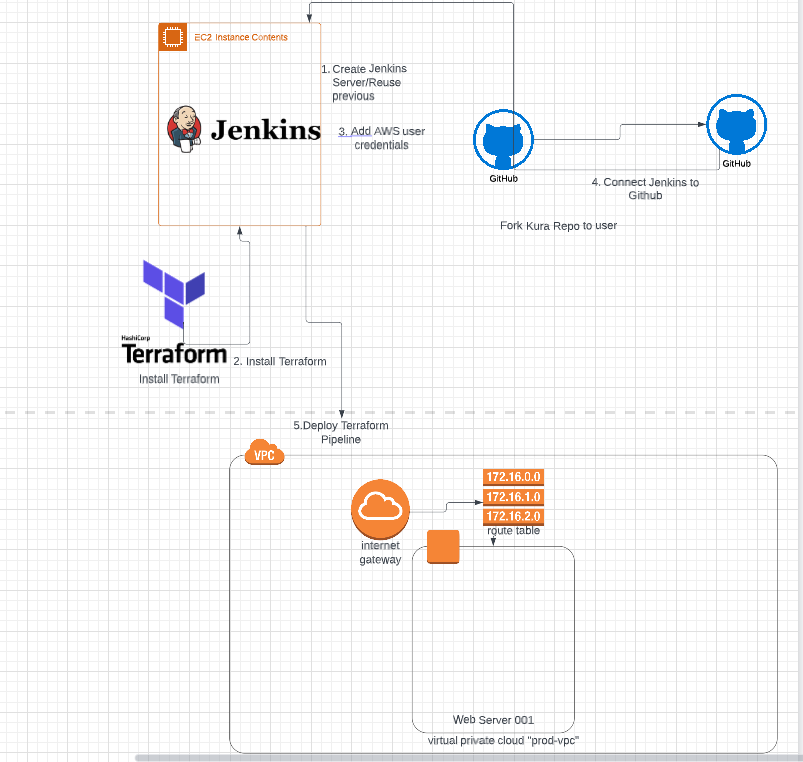 EC2 Instance Contents
1. Create Jenkins
Server/Reuse
previous
Jenkins
3. Add AWS user
credentials
GitHub
GitHub
4. Connect Jenkins to
Github
Fork Kura Repo to user
HashiCorp
Terraform
2. Install Terraform
Install Terraform
5.Deploy Terraform
Pipeline
VPC
172.16.0.0
172.16.1.0
172.16.2.0
route table
internet
gateway
Web Server 001
virtual private cloud "prod-vpc"